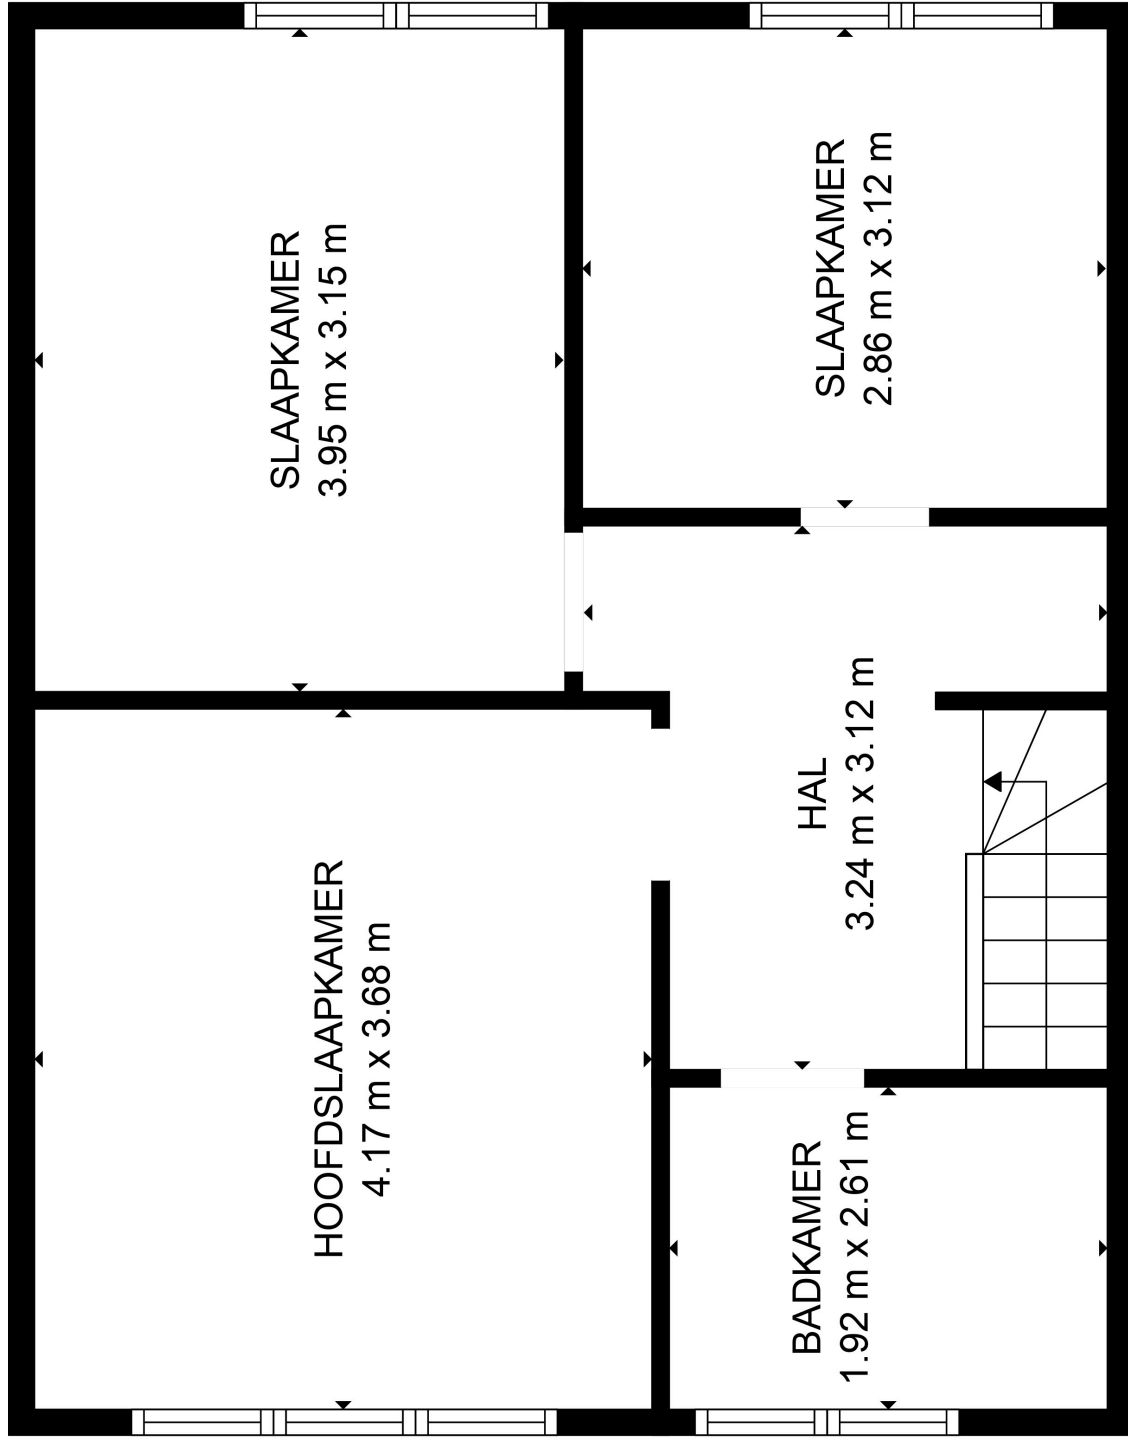 SLAAPKAMER
3.95 m x 3.15 m
SLAAPKAMER
2.86 m x 3.12 m
HOOFDSLAAPKAMER
4.17 m x 3.68 m
HAL
3.24 m x 3.12 m
BADKAMER
1.92 m x 2.61 m